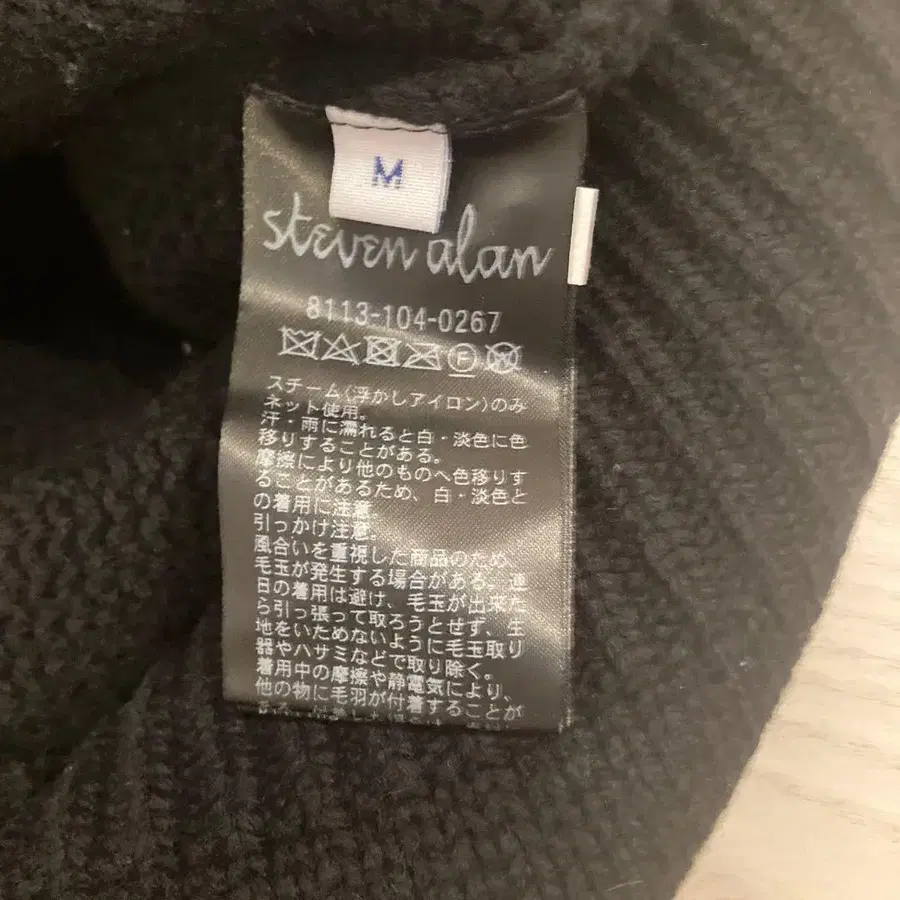 M
steven alan
8113-104-0267
スチーム(浮かしアイロン)のみ
ネット使用。
汗・雨に濡れると白・淡色に色
移りすることがある。
摩擦により他のものへ色移りす
ることがあるため、白・淡色と
の着用に注意。
引っかけ注意。
風合いを重視した商品のため、
毛玉が発生する場合がある。連
日の着用は避け、毛玉が出来た
ら引っ張って取ろうとせず、生
地をいためないように毛玉取り
器やハサミなどで取り除く。
着用中の摩擦や静電気により、
他の物に毛羽が付着することが